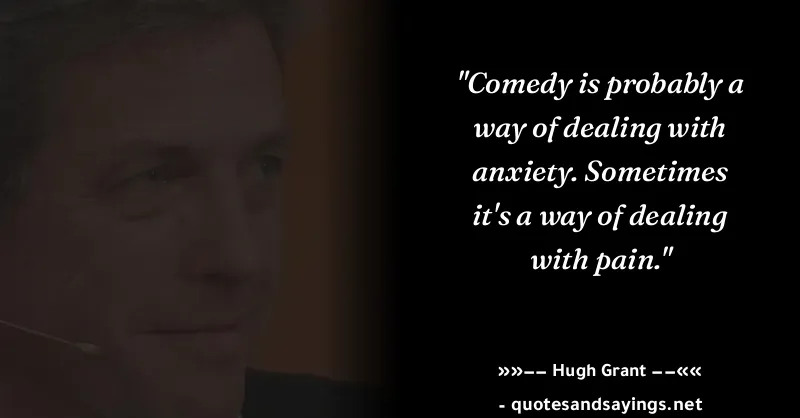 "Comedy is probably a
way of dealing with
anxiety. Sometimes
it's a way of dealing
with pain."
»»–– Hugh Grant ––««
- quotesandsayings.net